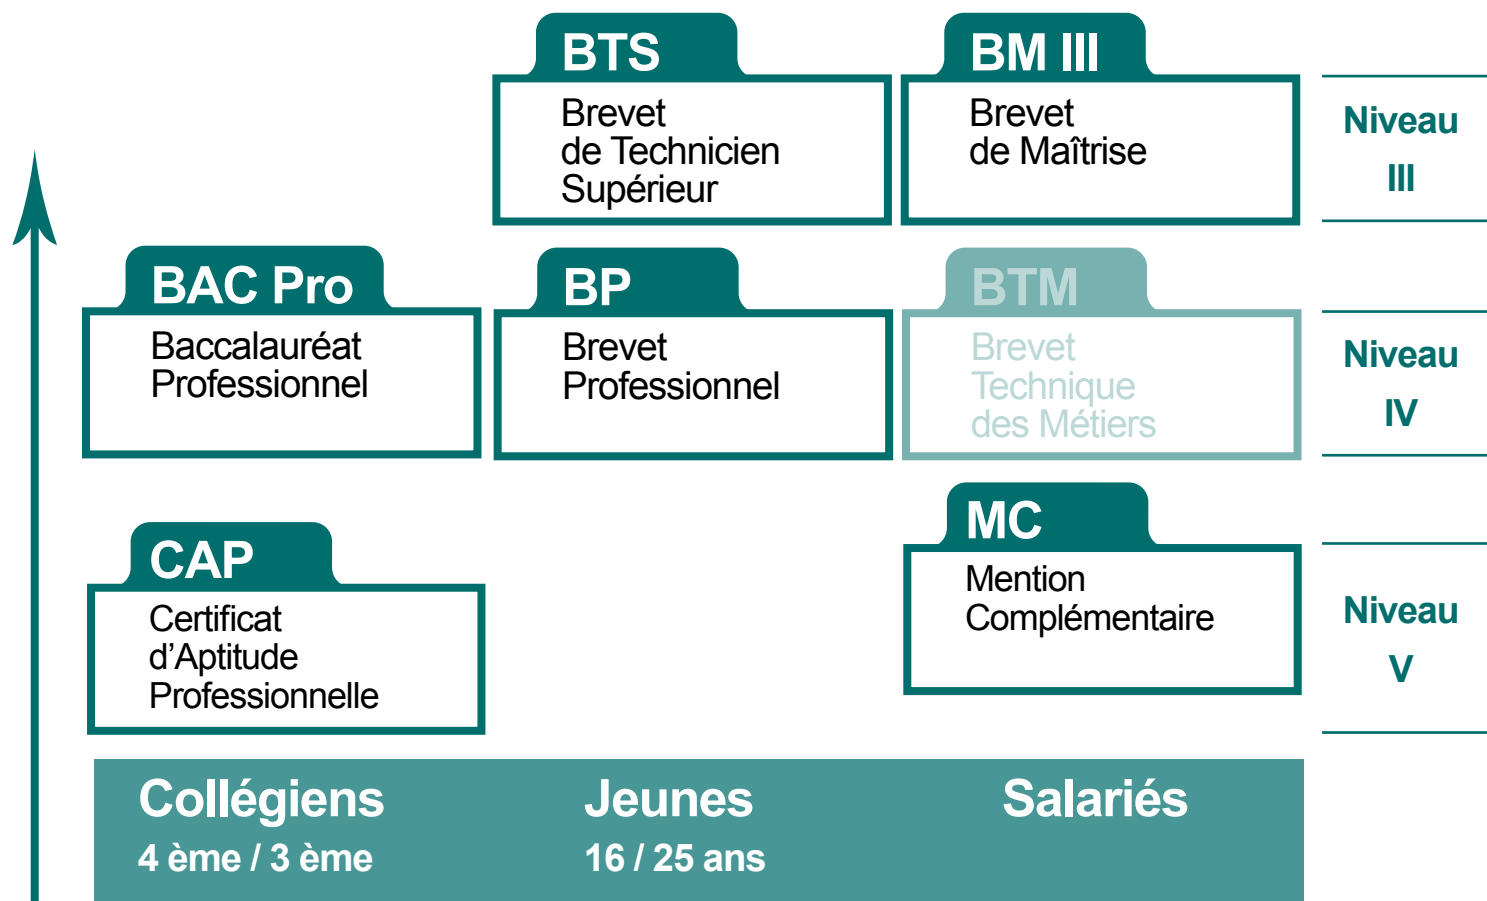 BTS
Brevet
de Technicien
Supérieur
BM III
Brevet
de Maîtrise
Niveau
III
BAC Pro
Baccalauréat
Professionnel
BP
Brevet
Professionnel
BTM
Brevet
Technique
des Métiers
Niveau
IV
CAP
Certificat
d’Aptitude
Professionnelle
MC
Mention
Complémentaire
Niveau
V
Collégiens
4 ème / 3 ème
Jeunes
16 / 25 ans
Salariés